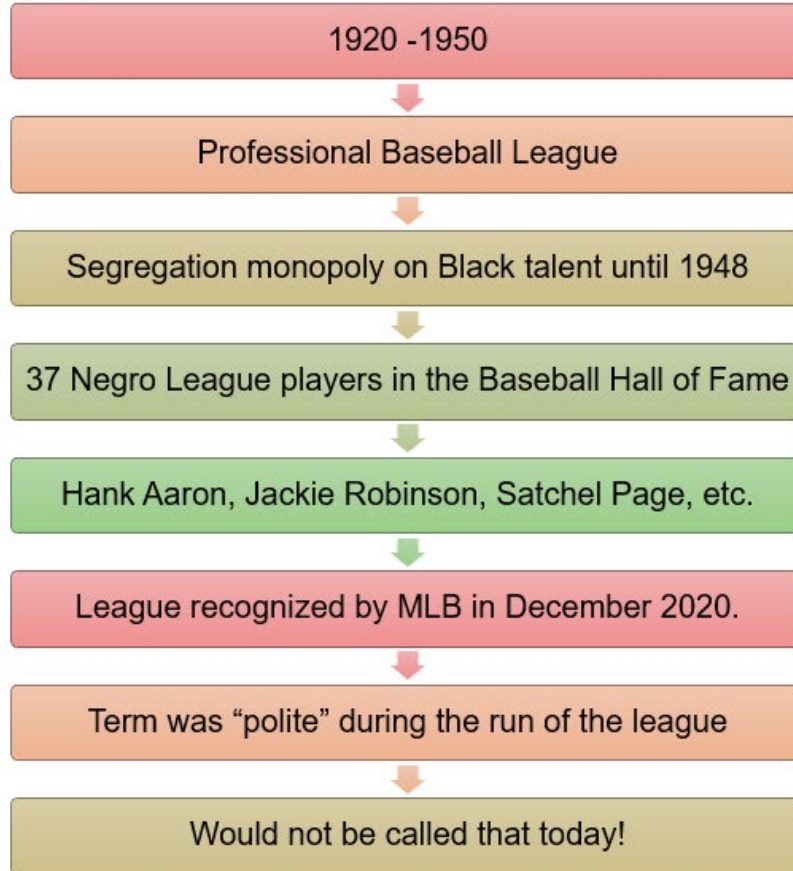 1920 -1950
Professional Baseball League
Segregation monopoly on Black talent until 1948
37 Negro League players in the Baseball Hall of Fame
Hank Aaron, Jackie Robinson, Satchel Page, etc.
League recognized by MLB in December 2020.
Term was “polite” during the run of the league
Would not be called that today!